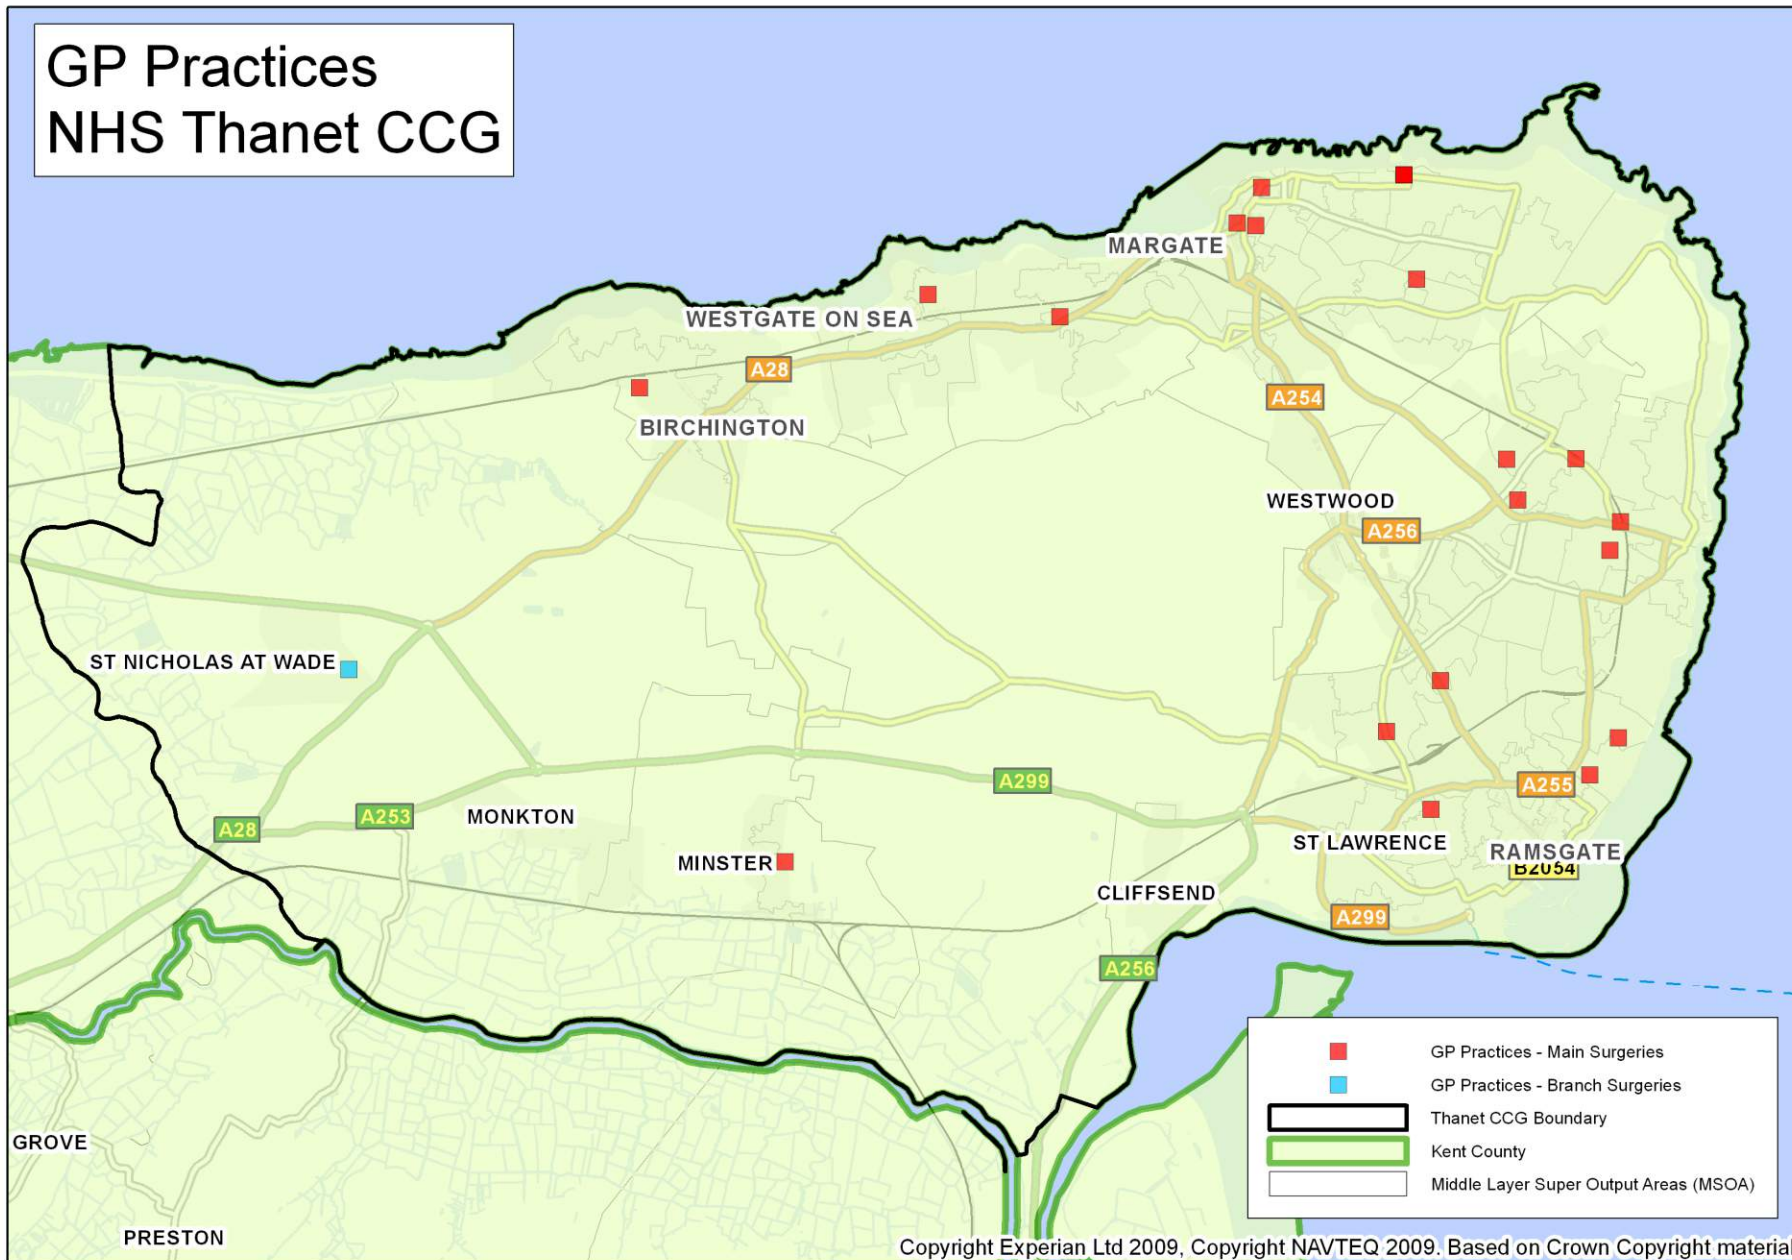 GP Practices
NHS Thanet CCG
MARGATE
WESTGATE ON SEA
A28
BIRCHINGTON
A254
WESTWOOD
A256
ST NICHOLAS AT WADE
A299
A255
A28
A253
MONKTON
ST LAWRENCE
RAMSGATE
MINSTER
B2054
CLIFFSEND
A299
A256
GP Practices - Main Surgeries
GP Practices - Branch Surgeries
Thanet CCG Boundary
Kent County
Middle Layer Super Output Areas (MSOA)
GROVE
PRESTON
Copyright Experian Ltd 2009, Copyright NAVTEQ 2009. Based on Crown Copyright materi